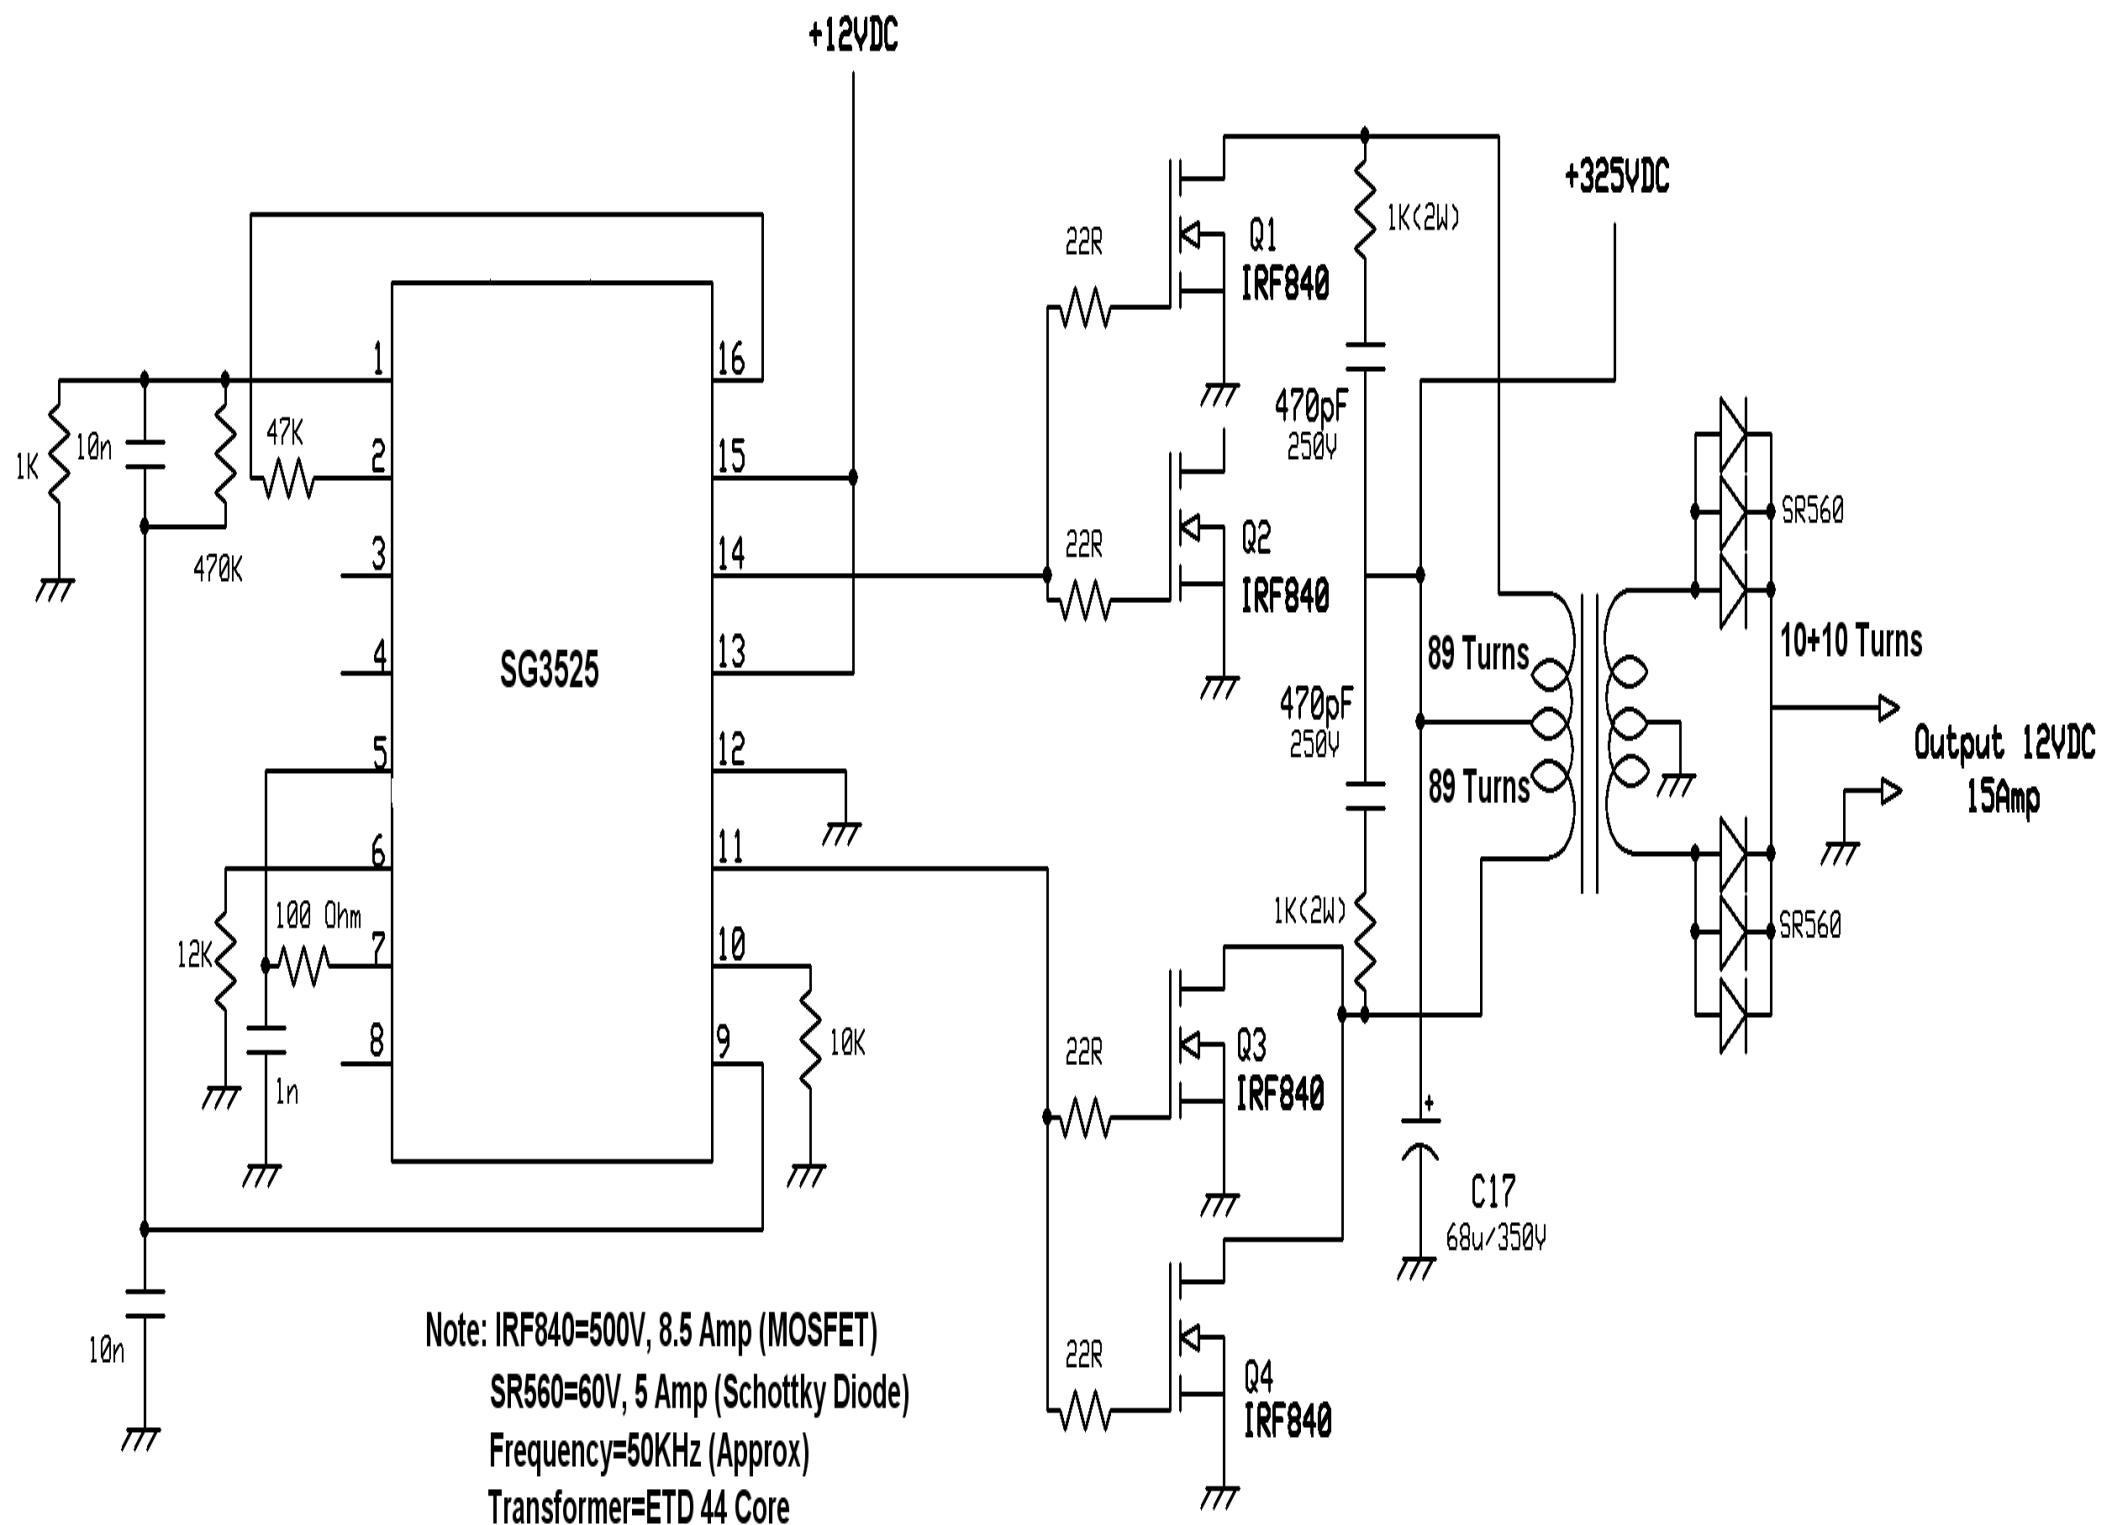 +12VDC
+325VDC
1K(2W)
22R
Q1
IRF840
1
16
470pF
250V
47K
1K
10n
2
15
SR560
22R
Q2
IRF840
470K
3
14
SG3525
4
13
89 Turns
10+10 Turns
470pF
250V
5
12
89 Turns
Output 12VDC
15Amp
6
11
100 Ohm
1K(2W)
SR560
12K
7
10
22R
Q3
IRF840
8
9
10K
1n
+
C17
68u/350V
10n
22R
Q4
IRF840
Note: IRF840=500V, 8.5 Amp (MOSFET)
SR560=60V, 5 Amp (Schottky Diode)
Frequency=50KHz (Approx)
Transformer=ETD 44 Core